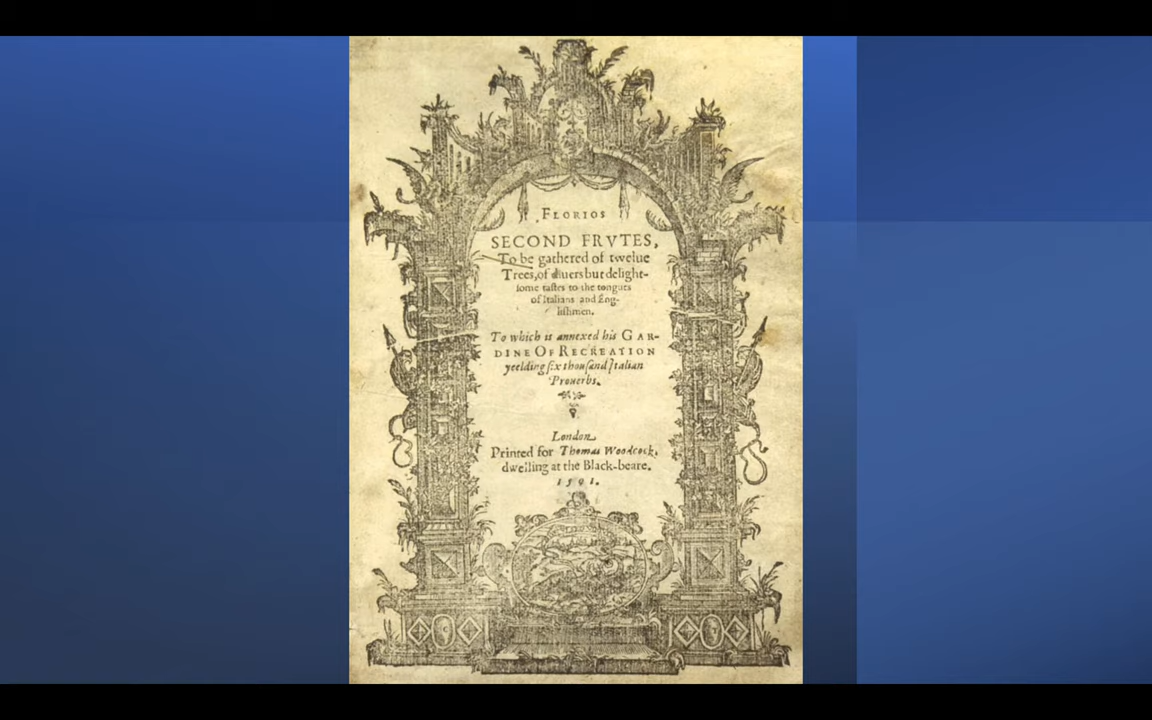 FLORIOS
SECOND FRVTES,
To be gathered of twelue
Trees, of diuers but delight-
some tastes to the tongues
of Italians and Eng-
lishmen.
To which is annexed his GAR-
DINE OF RECREATION
yeelding six thousand Italian
Prouerbs.
London
Printed for Thomas Woodcock,
dwelling at the Black-beare.
1591.